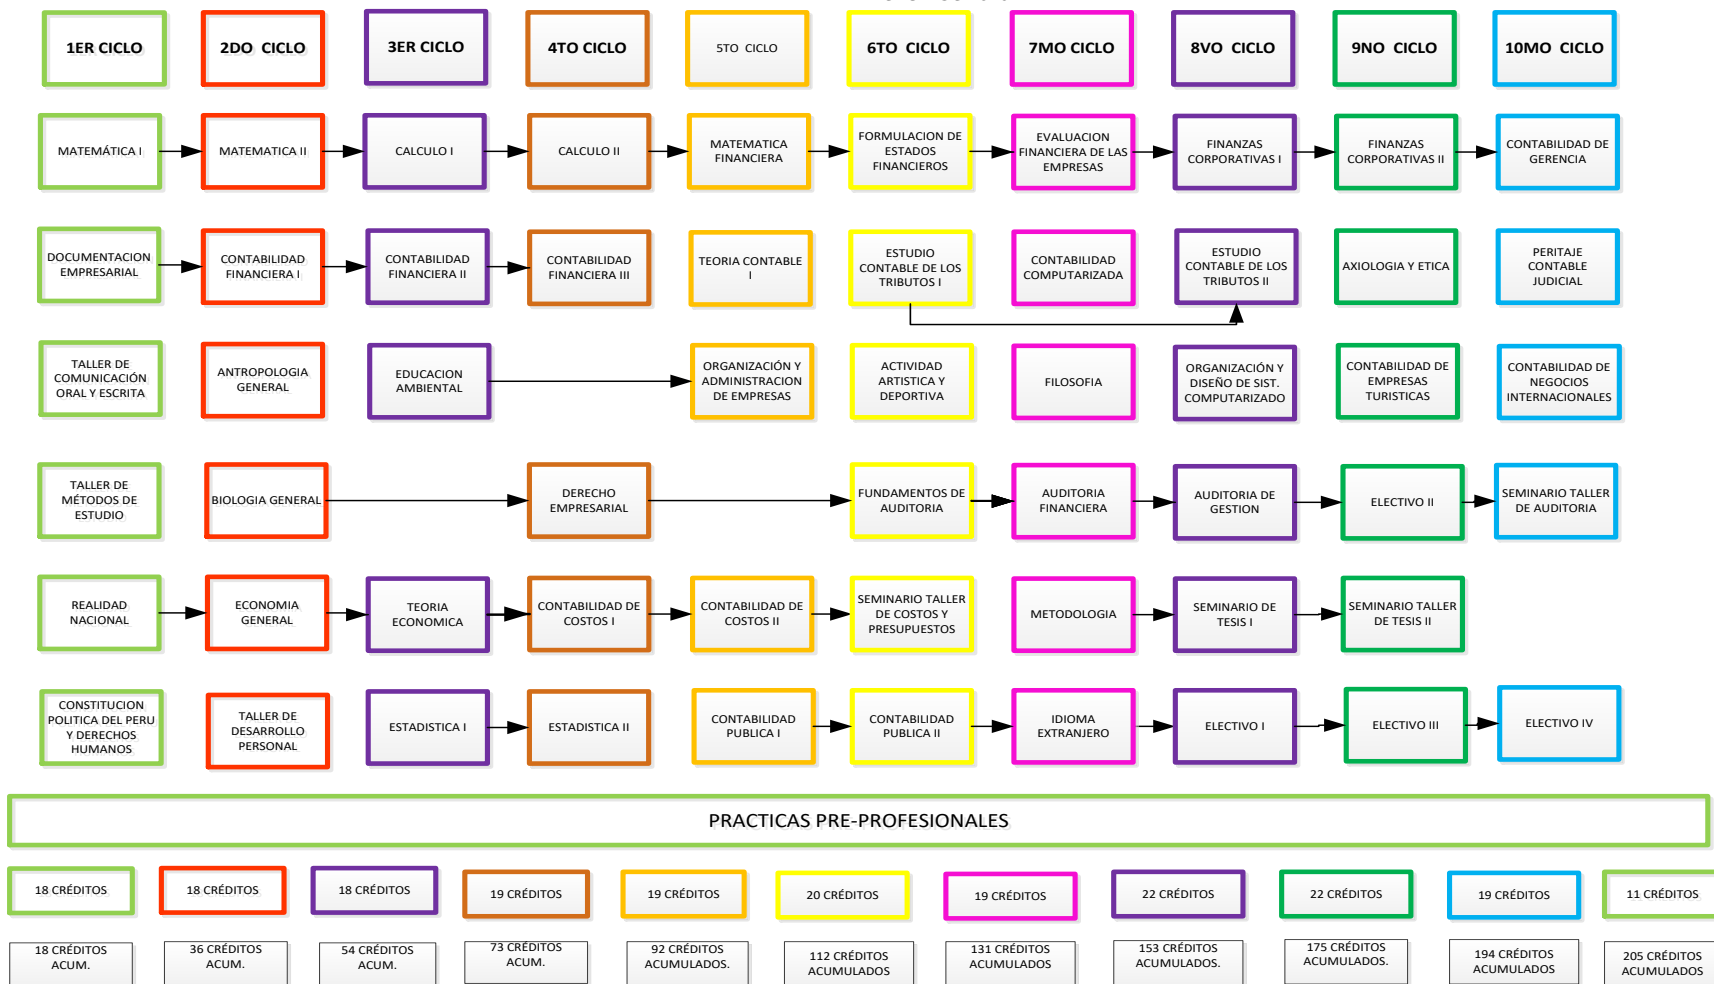 1ER CICLO
2DO CICLO
3ER CICLO
4TO CICLO
5TO CICLO
6TO CICLO
7MO CICLO
8VO CICLO
9NO CICLO
10MO CICLO
MATEMÁTICA I
MATEMATICA II
CALCULO I
CALCULO II
MATEMATICA
FINANCIERA
FORMULACION DE
ESTADOS
FINANCIEROS
EVALUACION
FINANCIERA DE LAS
EMPRESAS
FINANZAS
CORPORATIVAS I
FINANZAS
CORPORATIVAS II
CONTABILIDAD DE
GERENCIA
DOCUMENTACION
EMPRESARIAL
CONTABILIDAD
FINANCIERA I
CONTABILIDAD
FINANCIERA II
CONTABILIDAD
FINANCIERA III
TEORIA CONTABLE
I
ESTUDIO
CONTABLE DE LOS
TRIBUTOS I
CONTABILIDAD
COMPUTARIZADA
ESTUDIO
CONTABLE DE LOS
TRIBUTOS II
AXIOLOGIA Y ETICA
PERITAJE
CONTABLE
JUDICIAL
TALLER DE
COMUNICACIÓN
ORAL Y ESCRITA
ANTROPOLOGIA
GENERAL
EDUCACION
AMBIENTAL
ORGANIZACIÓN Y
ADMINISTRACION
DE EMPRESAS
ACTIVIDAD
ARTISTICA Y
DEPORTIVA
FILOSOFIA
ORGANIZACIÓN Y
DISEÑO DE SIST.
COMPUTARIZADO
CONTABILIDAD DE
EMPRESAS
TURISTICAS
CONTABILIDAD DE
NEGOCIOS
INTERNACIONALES
TALLER DE
MÉTODOS DE
ESTUDIO
BIOLOGIA GENERAL
DERECHO
EMPRESARIAL
FUNDAMENTOS DE
AUDITORIA
AUDITORIA
FINANCIERA
AUDITORIA DE
GESTION
ELECTIVO II
SEMINARIO TALLER
DE AUDITORIA
REALIDAD
NACIONAL
ECONOMIA
GENERAL
TEORIA
ECONOMICA
CONTABILIDAD DE
COSTOS I
CONTABILIDAD DE
COSTOS II
SEMINARIO TALLER
DE COSTOS Y
PRESUPUESTOS
METODOLOGIA
SEMINARIO DE
TESIS I
SEMINARIO TALLER
DE TESIS II
CONSTITUCION
POLITICA DEL PERU
Y DERECHOS
HUMANOS
TALLER DE
DESARROLLO
PERSONAL
ESTADISTICA I
ESTADISTICA II
CONTABILIDAD
PUBLICA I
CONTABILIDAD
PUBLICA II
IDIOMA
EXTRANJERO
ELECTIVO I
ELECTIVO III
ELECTIVO IV
PRACTICAS PRE-PROFESIONALES
18 CRÉDITOS
18 CRÉDITOS
18 CRÉDITOS
19 CRÉDITOS
19 CRÉDITOS
20 CRÉDITOS
19 CRÉDITOS
22 CRÉDITOS
22 CRÉDITOS
19 CRÉDITOS
11 CRÉDITOS
18 CRÉDITOS
ACUM.
36 CRÉDITOS
ACUM.
54 CRÉDITOS
ACUM.
73 CRÉDITOS
ACUM.
92 CRÉDITOS
ACUMULADOS.
112 CRÉDITOS
ACUMULADOS
131 CRÉDITOS
ACUMULADOS
153 CRÉDITOS
ACUMULADOS.
175 CRÉDITOS
ACUMULADOS.
194 CRÉDITOS
ACUMULADOS
205 CRÉDITOS
ACUMULADOS